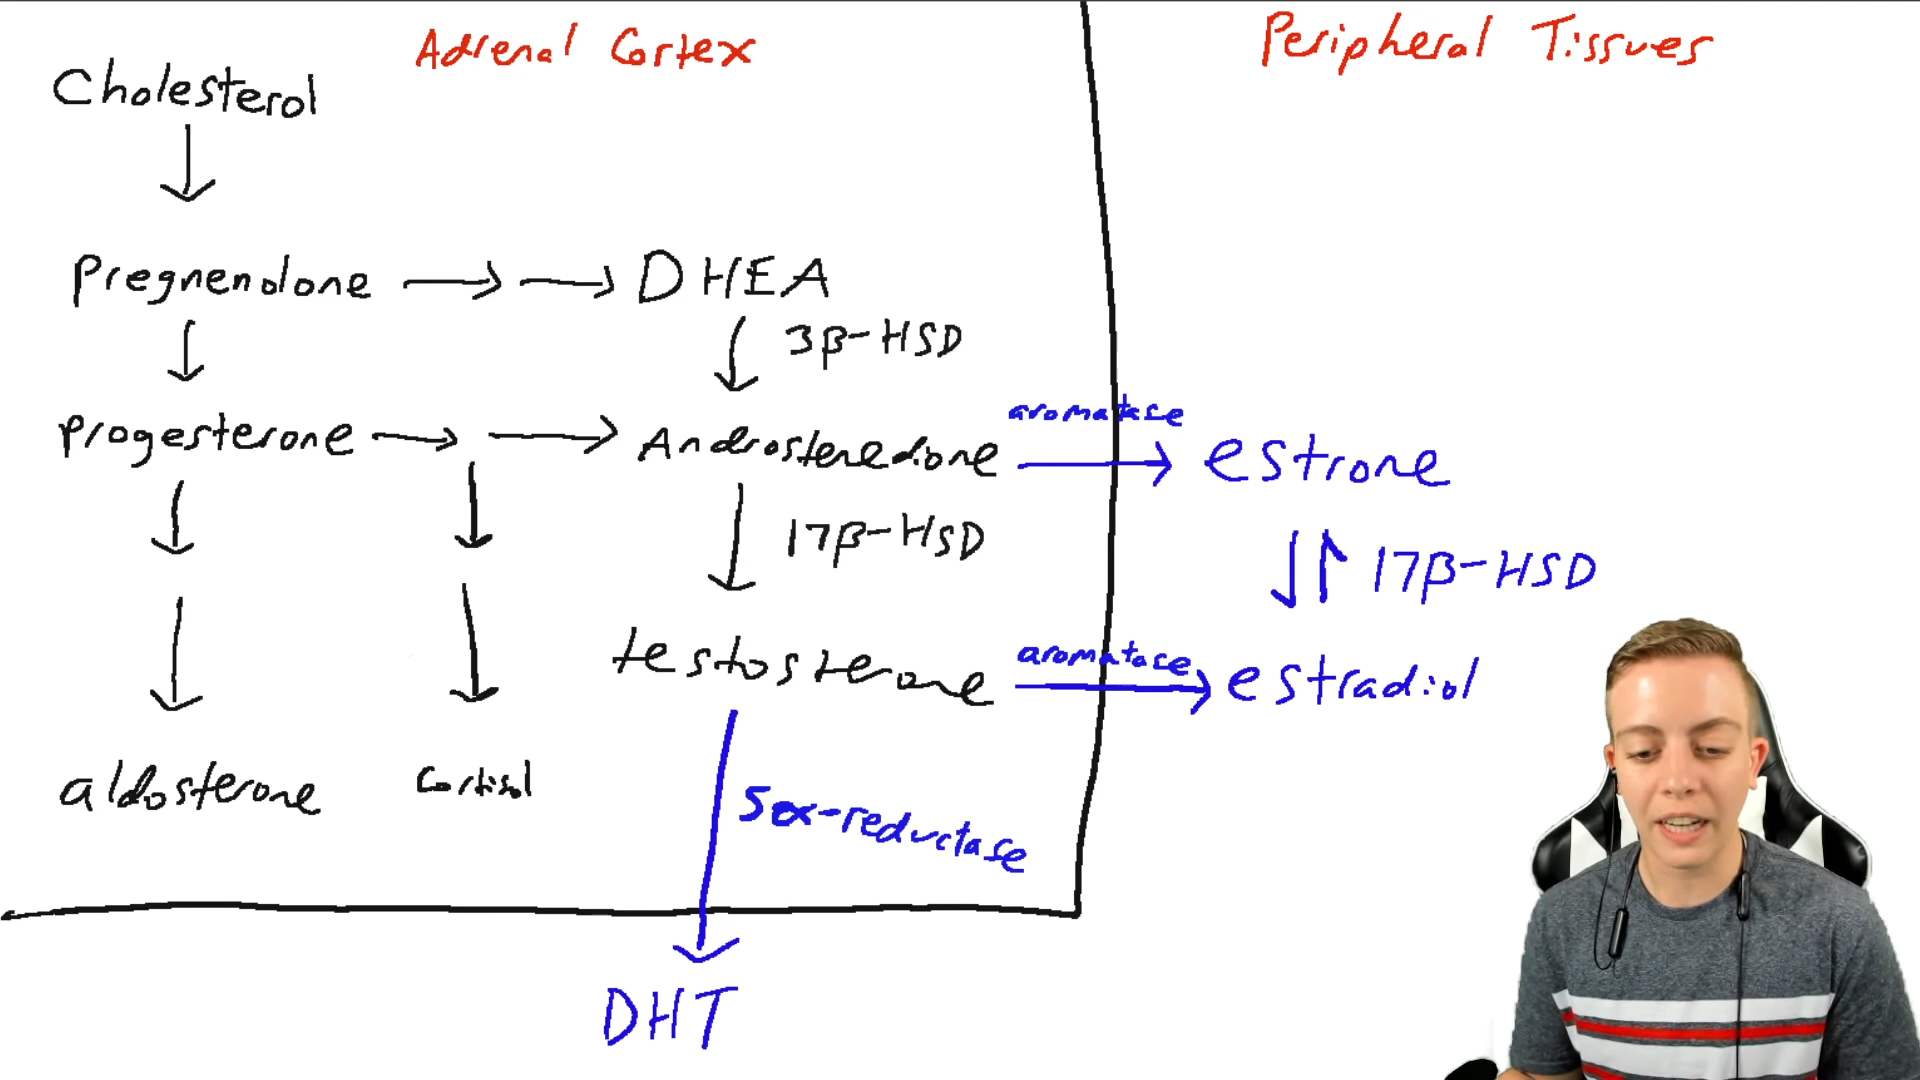 Adrenal Cortex
Peripheral Tissues
Cholesterol
Pregnenolone
DHEA
3β-HSD
Progesterone
Androstenedione
aromatase
estrone
17β-HSD
17β-HSD
testosterone
aromatase
estradiol
aldosterone
Cortisol
5α-reductase
DHT